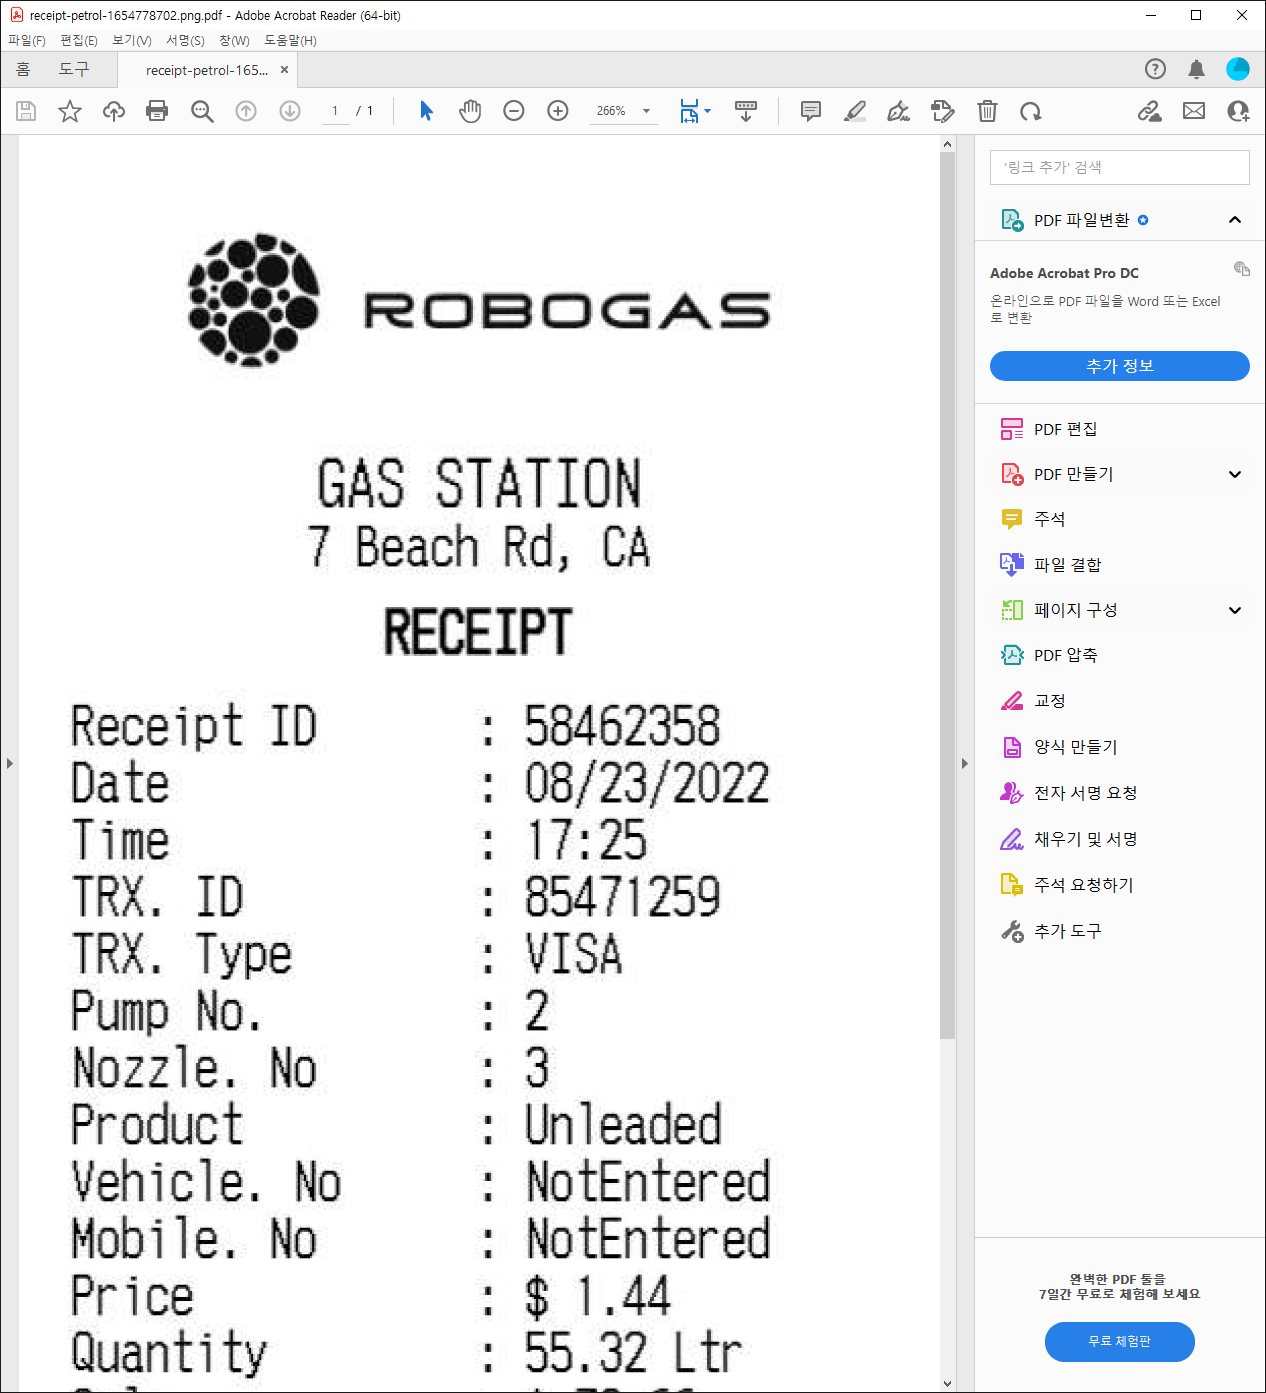 receipt-petrol-1654778702.png.pdf - Adobe Acrobat Reader (64-bit)
파일(F) 편집(E) 보기(V) 서명(S) 창(W) 도움말(H)
홈 도구 receipt-petrol-165... ×
1 / 1 266%
ROBOGAS
GAS STATION
7 Beach Rd, CA
RECEIPT
Receipt ID : 58462358
Date : 08/23/2022
Time : 17:25
TRX. ID : 85471259
TRX. Type : VISA
Pump No. : 2
Nozzle. No : 3
Product : Unleaded
Vehicle. No : NotEntered
Mobile. No : NotEntered
Price : $ 1.44
Quantity : 55.32 Ltr
'링크 추가' 검색
PDF 파일변환
Adobe Acrobat Pro DC
온라인으로 PDF 파일을 Word 또는 Excel
로 변환
추가 정보
PDF 편집
PDF 만들기
주석
파일 결합
페이지 구성
PDF 압축
교정
양식 만들기
전자 서명 요청
채우기 및 서명
주석 요청하기
추가 도구
완벽한 PDF 툴을
7일간 무료로 체험해 보세요
무료 체험판